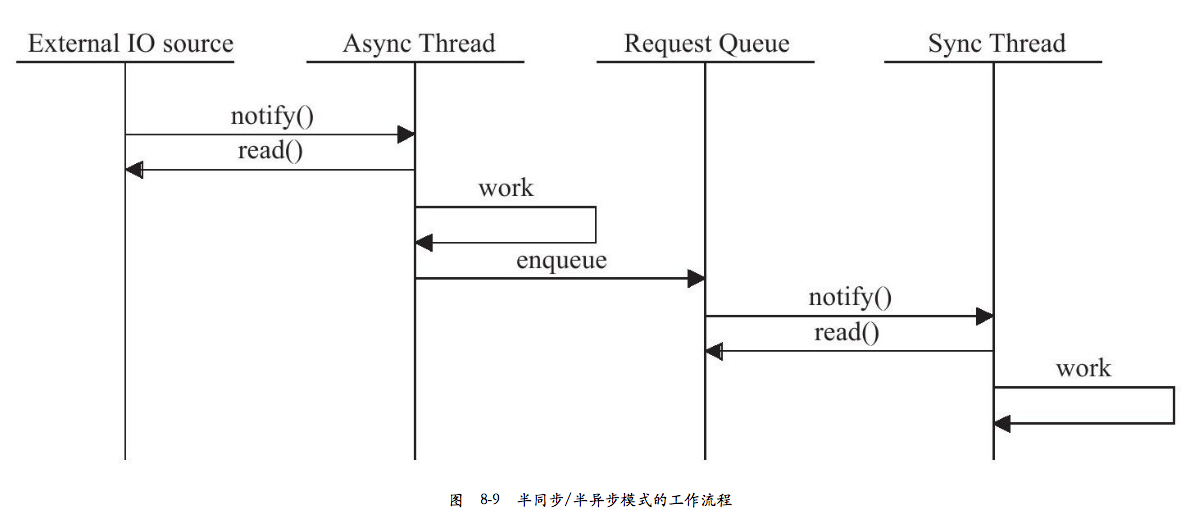 External IO source Async Thread Request Queue Sync Thread
notify()
read()
work
enqueue
notify()
read()
work
图 8-9 半同步/半异步模式的工作流程